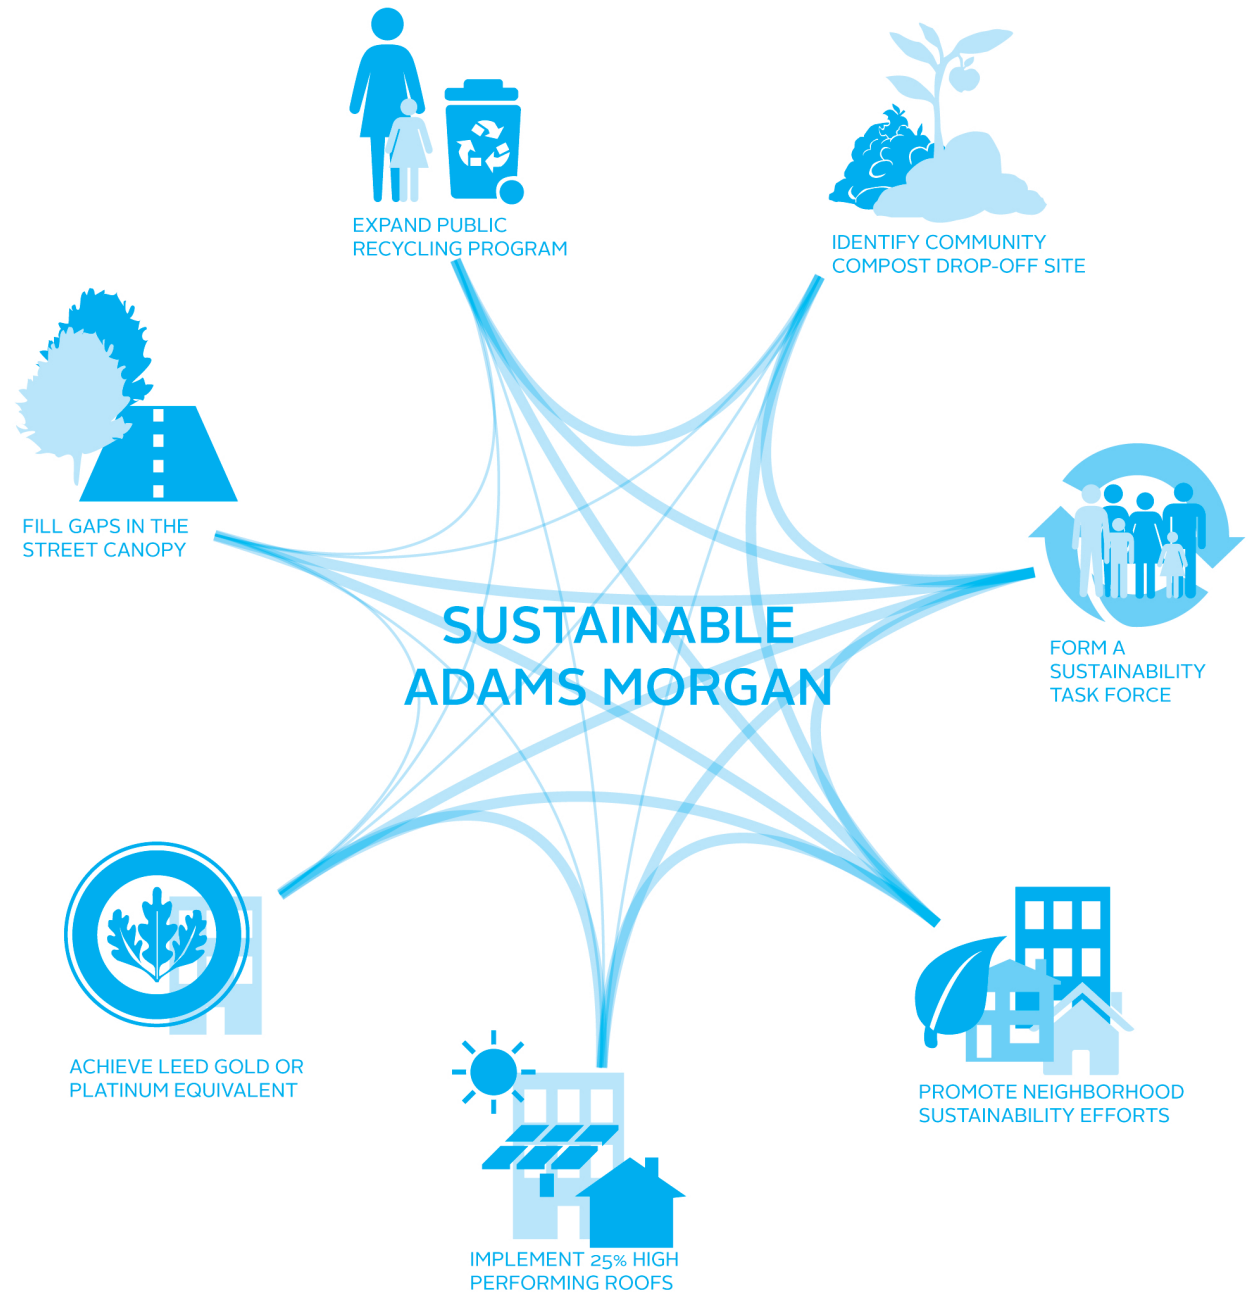 EXPAND PUBLIC
RECYCLING PROGRAM
IDENTIFY COMMUNITY
COMPOST DROP-OFF SITE
FILL GAPS IN THE
STREET CANOPY
FORM A
SUSTAINABILITY
TASK FORCE
SUSTAINABLE
ADAMS MORGAN
ACHIEVE LEED GOLD OR
PLATINUM EQUIVALENT
PROMOTE NEIGHBORHOOD
SUSTAINABILITY EFFORTS
IMPLEMENT 25% HIGH
PERFORMING ROOFS